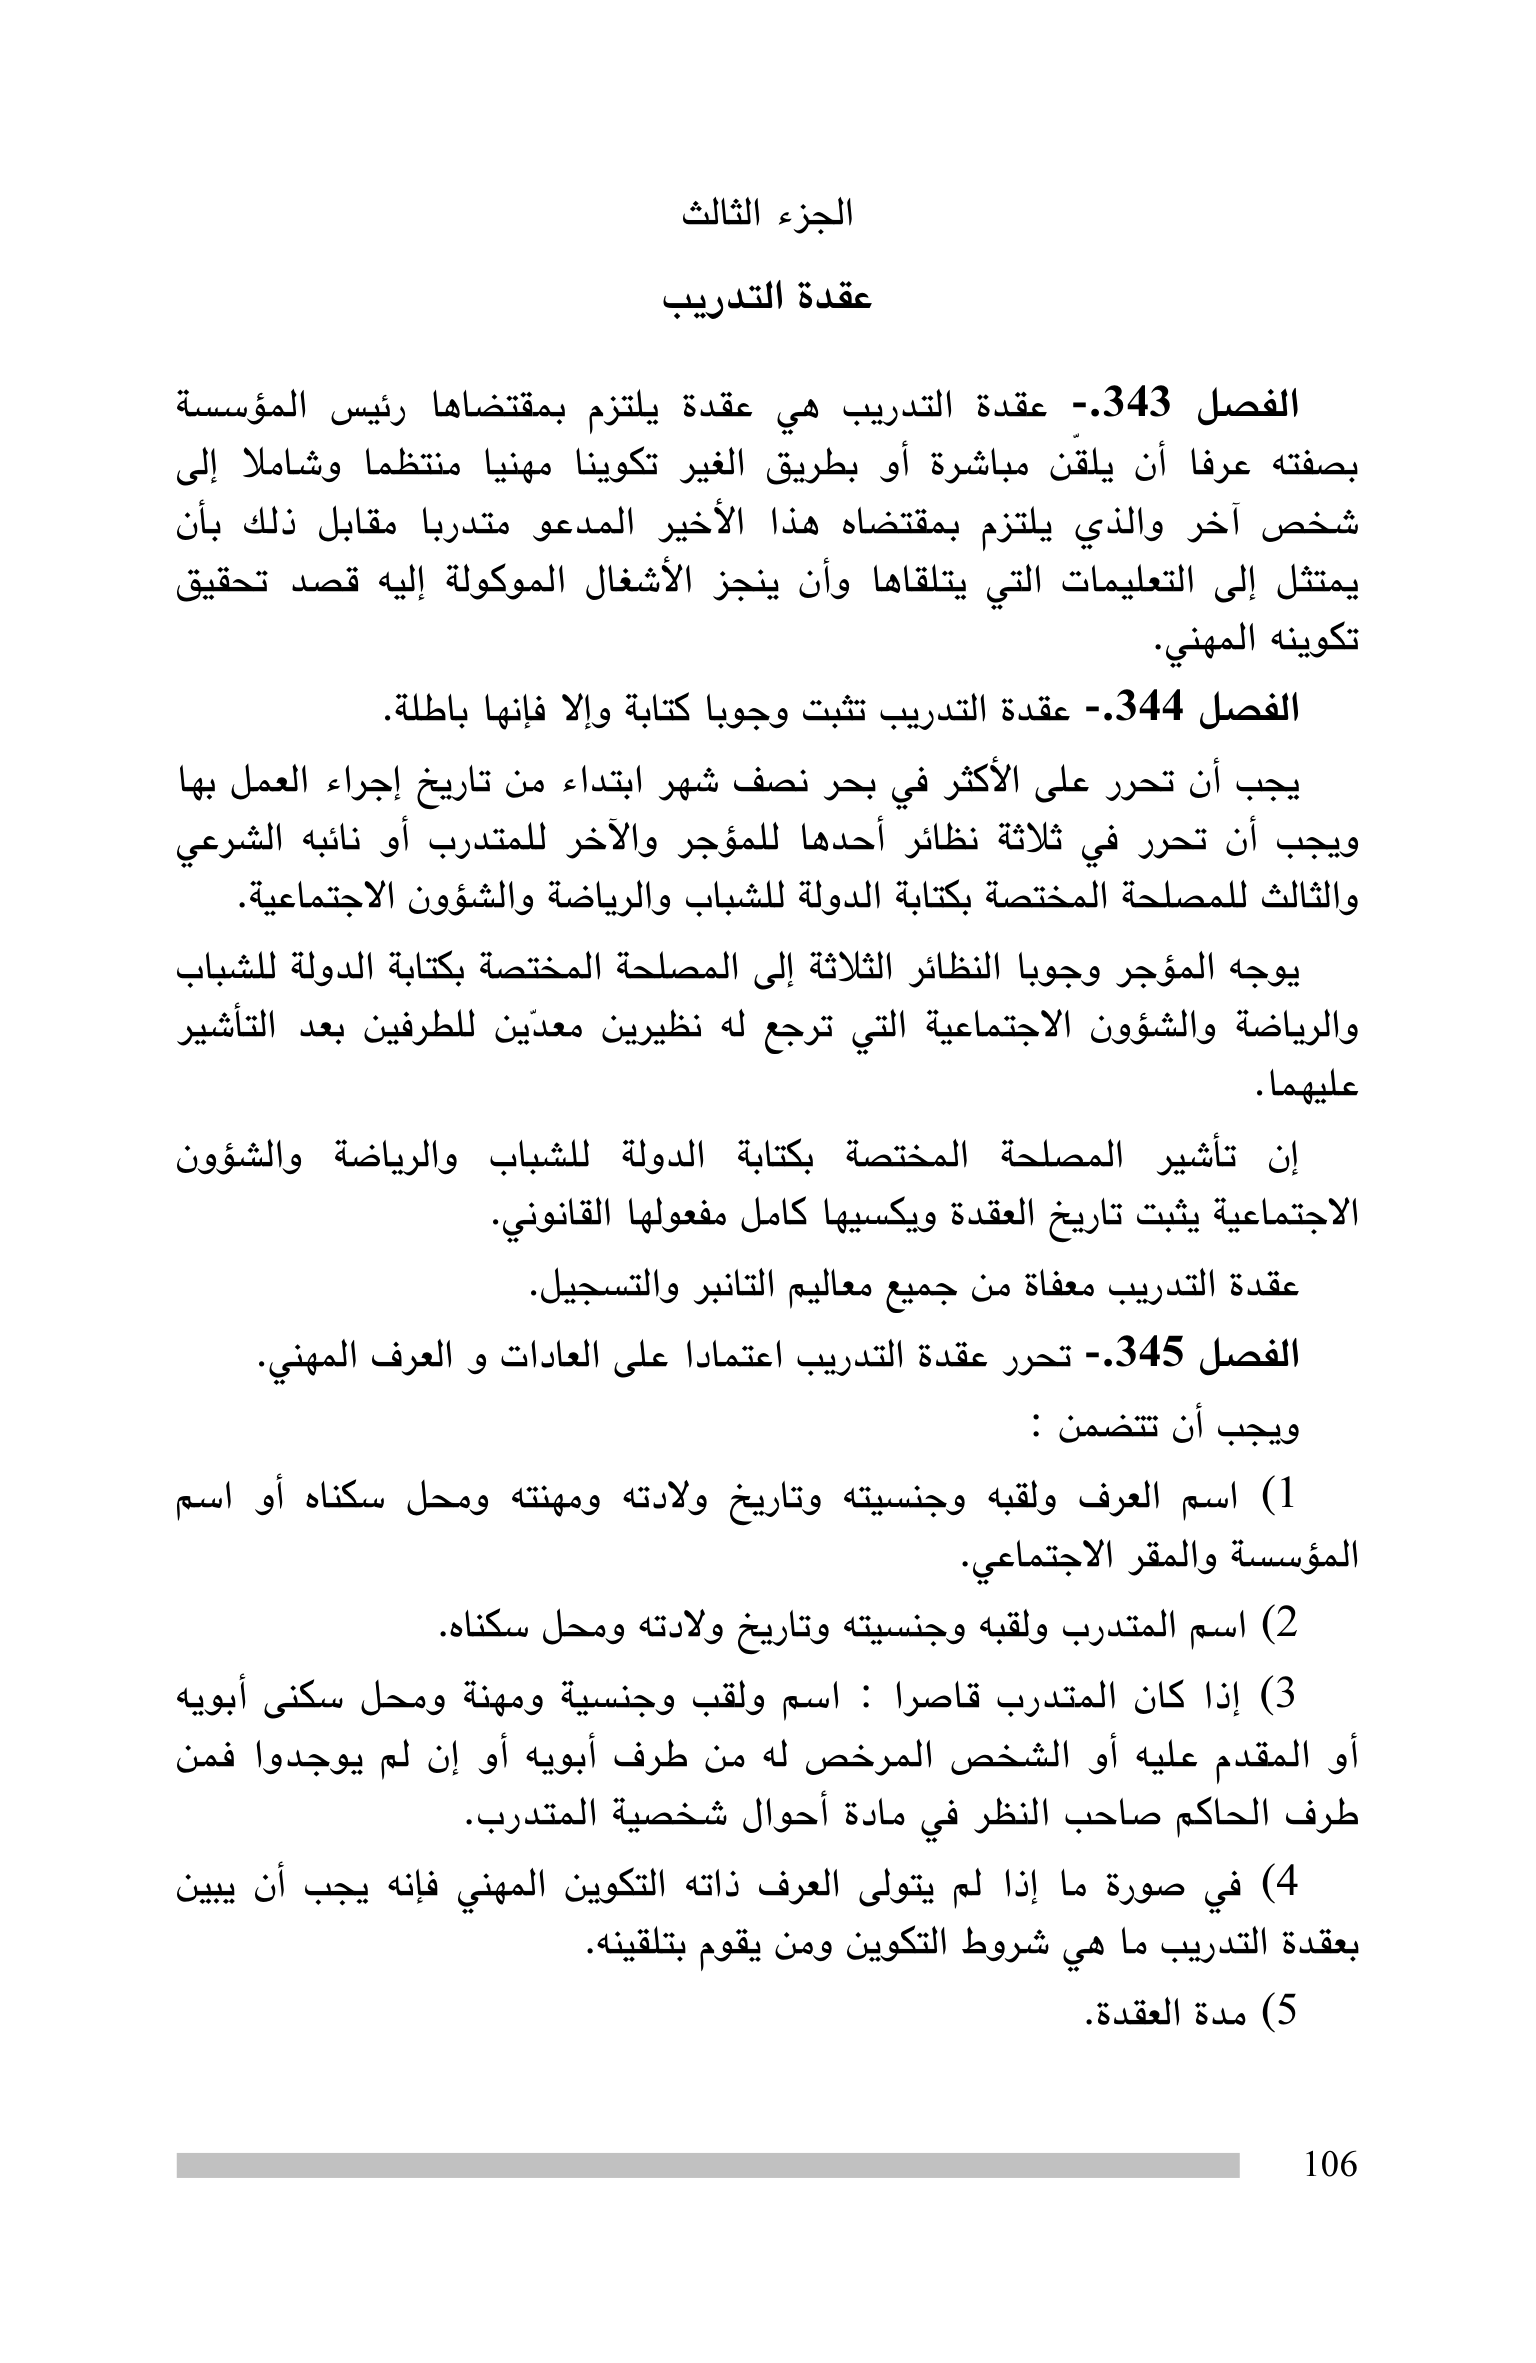 الجزء الثالث
عقدة التدريب
الفصل 343.- عقدة التدريب هي عقدة يلتزم بمقتضاها رئيس المؤسسة
بصفته عرفا أن يلقّن مباشرة أو بطريق الغير تكوينا مهنيا منتظما وشاملا إلى
شخص آخر والذي يلتزم بمقتضاه هذا الأخير المدعو متدربا مقابل ذلك بأن
يمتثل إلى التعليمات التي يتلقاها وأن ينجز الأشغال الموكولة إليه قصد تحقيق
تكوينه المهني.
الفصل 344.- عقدة التدريب تثبت وجوبا كتابة وإلا فإنها باطلة.
يجب أن تحرر على الأكثر في بحر نصف شهر ابتداء من تاريخ إجراء العمل بها
ويجب أن تحرر في ثلاثة نظائر أحدها للمؤجر والآخر للمتدرب أو نائبه الشرعي
والثالث للمصلحة المختصة بكتابة الدولة للشباب والرياضة والشؤون الاجتماعية.
يوجه المؤجر وجوبا النظائر الثلاثة إلى المصلحة المختصة بكتابة الدولة للشباب
والرياضة والشؤون الاجتماعية التي ترجع له نظيرين معدّين للطرفين بعد التأشير
عليهما.
إن تأشير المصلحة المختصة بكتابة الدولة للشباب والرياضة والشؤون
الاجتماعية يثبت تاريخ العقدة ويكسيها كامل مفعولها القانوني.
عقدة التدريب معفاة من جميع معاليم التانبر والتسجيل.
الفصل 345.- تحرر عقدة التدريب اعتمادا على العادات و العرف المهني.
ويجب أن تتضمن :
1) اسم العرف ولقبه وجنسيته وتاريخ ولادته ومهنته ومحل سكناه أو اسم
المؤسسة والمقر الاجتماعي.
2) اسم المتدرب ولقبه وجنسيته وتاريخ ولادته ومحل سكناه.
3) إذا كان المتدرب قاصرا : اسم ولقب وجنسية ومهنة ومحل سكنى أبويه
أو المقدم عليه أو الشخص المرخص له من طرف أبويه أو إن لم يوجدوا فمن
طرف الحاكم صاحب النظر في مادة أحوال شخصية المتدرب.
4) في صورة ما إذا لم يتولى العرف ذاته التكوين المهني فإنه يجب أن يبين
بعقدة التدريب ما هي شروط التكوين ومن يقوم بتلقينه.
5) مدة العقدة.
106